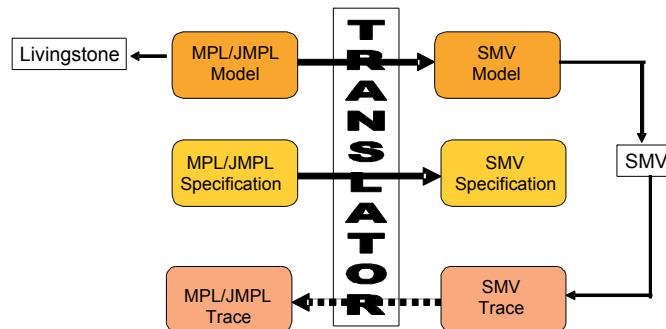 Livingstone
MPL/JMPL
Model
TRANSLATOR
SMV
Model
MPL/JMPL
Specification
SMV
Specification
SMV
MPL/JMPL
Trace
SMV
Trace